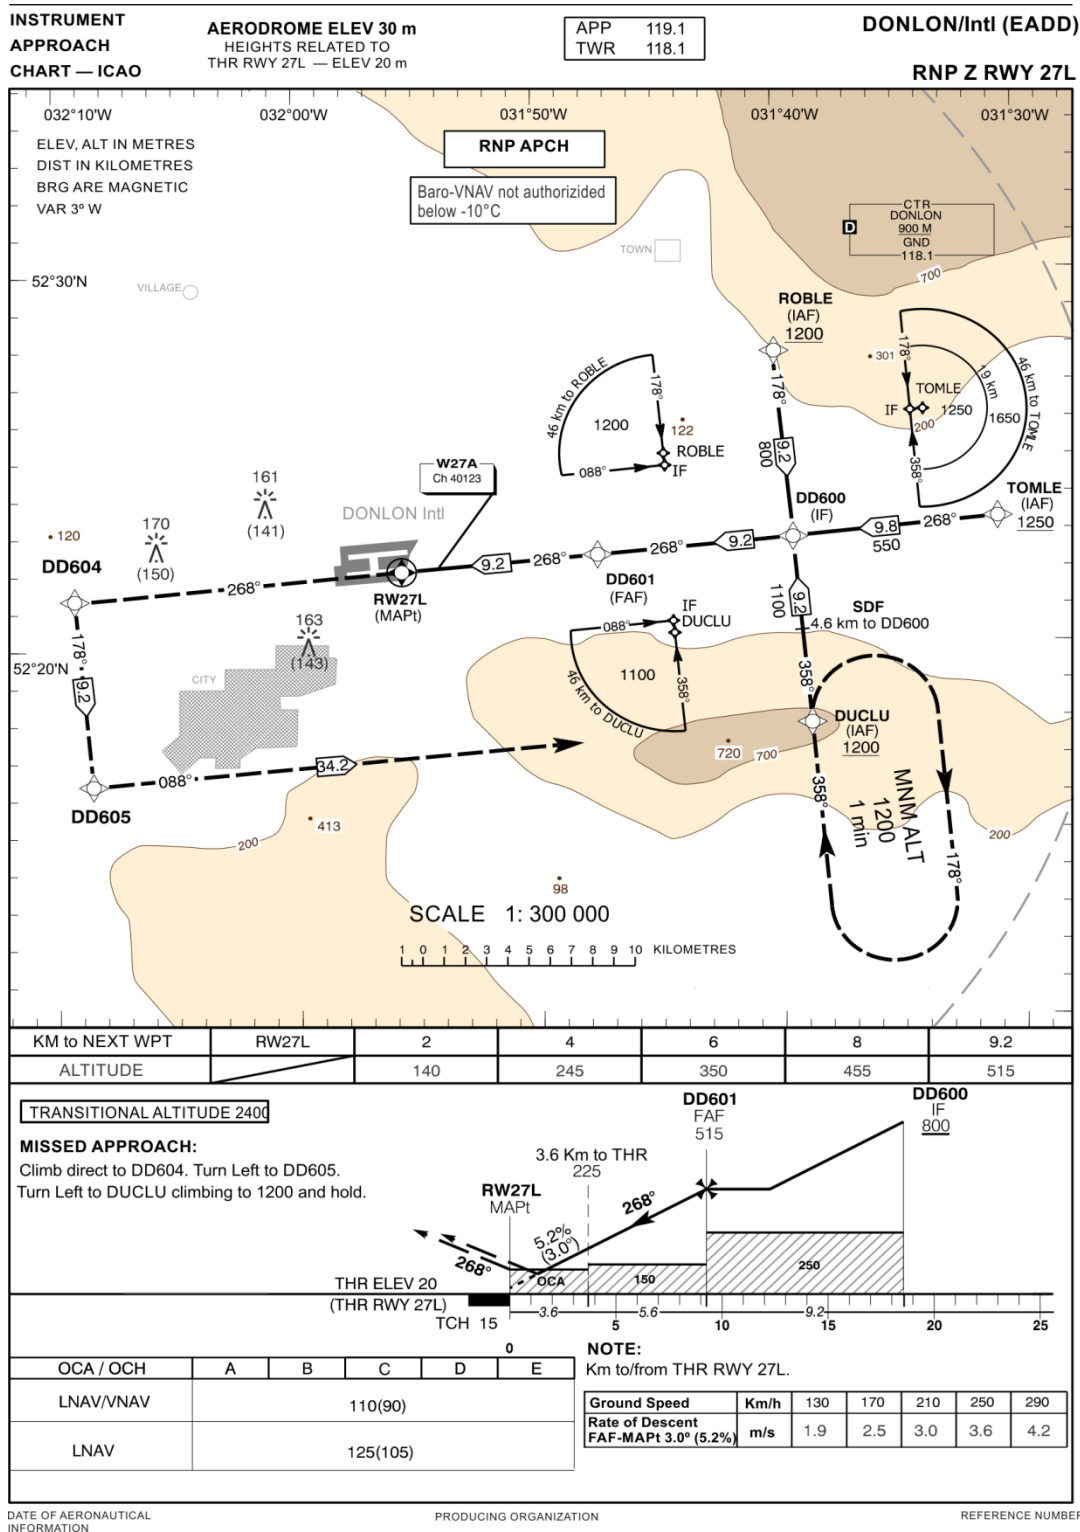 INSTRUMENT
APPROACH
CHART — ICAO
AERODROME ELEV 30 m
HEIGHTS RELATED TO
THR RWY 27L — ELEV 20 m
APP 119.1
TWR 118.1
DONLON/Intl (EADD)
RNP Z RWY 27L
032°10'W
032°00'W
031°50'W
031°40'W
031°30'W
ELEV, ALT IN METRES
DIST IN KILOMETRES
BRG ARE MAGNETIC
VAR 3° W
RNP APCH
Baro-VNAV not authorizided
below -10°C
CTR
DONLON
900 M
GND
118.1
D
700
TOWN
52°30'N
VILLAGE
ROBLE
(IAF)
1200
178°
9.2
800
301
178°
TOMLE
IF
1250
1650
19 km
46 km to TOMLE
200
358°
46 km to ROBLE
178°
1200
122
ROBLE
IF
088°
W27A
Ch 40123
161
(141)
170
(150)
120
DONLON Intl
DD600
(IF)
TOMLE
(IAF)
1250
268°
9.8
550
9.2
268°
268°
9.2
DD604
268°
RW27L
(MAPt)
DD601
(FAF)
9.2
1100
SDF
4.6 km to DD600
163
(143)
IF
DUCLU
088°
1100
358°
46 km to DUCLU
52°20'N
CITY
178°
9.2
358°
DUCLU
(IAF)
1200
720
700
088°
34.2
DD605
358°
MNM ALT
1200
1 min
178°
413
200
200
98
SCALE 1: 300 000
1 0 1 2 3 4 5 6 7 8 9 10 KILOMETRES
KM to NEXT WPT RW27L 2 4 6 8 9.2
ALTITUDE 140 245 350 455 515
TRANSITIONAL ALTITUDE 2400
MISSED APPROACH:
Climb direct to DD604. Turn Left to DD605.
Turn Left to DUCLU climbing to 1200 and hold.
DD601
FAF
515
DD600
IF
800
3.6 Km to THR
225
RW27L
MAPt
268°
5.2%
(3.0°)
268°
OCA
150
250
THR ELEV 20
(THR RWY 27L)
TCH 15
3.6 5.6 9.2
0 5 10 15 20 25
NOTE:
Km to/from THR RWY 27L.
OCA / OCH A B C D E
LNAV/VNAV 110(90)
LNAV 125(105)
Ground Speed Km/h 130 170 210 250 290
Rate of Descent
FAF-MAPt 3.0° (5.2%) m/s 1.9 2.5 3.0 3.6 4.2
DATE OF AERONAUTICAL
INFORMATION
PRODUCING ORGANIZATION
REFERENCE NUMBER